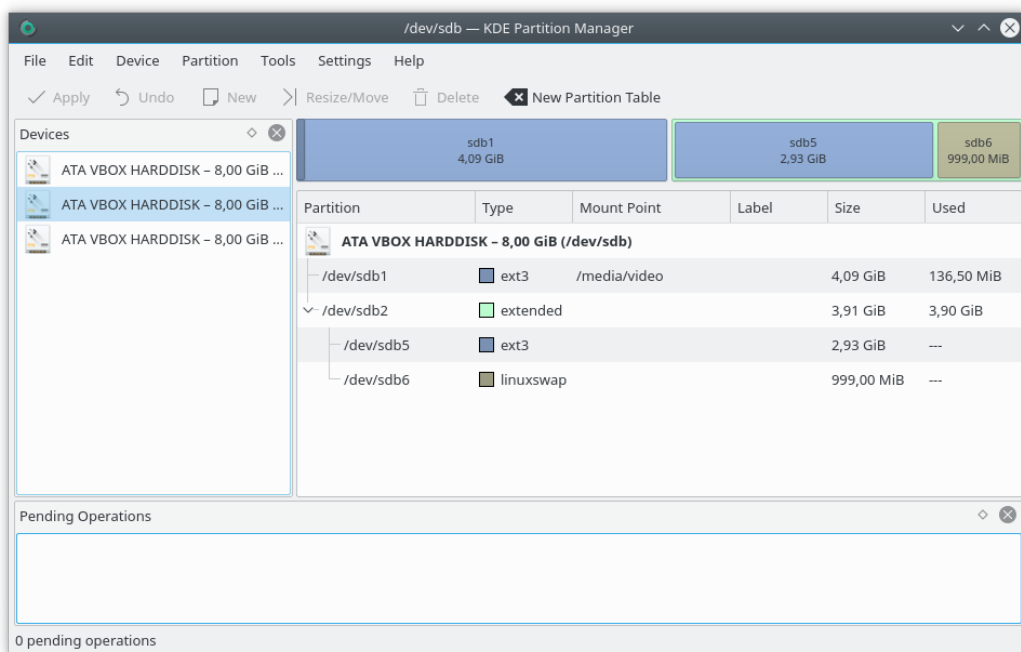 /dev/sdb — KDE Partition Manager
File Edit Device Partition Tools Settings Help
Apply Undo New Resize/Move Delete New Partition Table
Devices
ATA VBOX HARDDISK – 8,00 GiB ...
ATA VBOX HARDDISK – 8,00 GiB ...
ATA VBOX HARDDISK – 8,00 GiB ...
sdb1
4,09 GiB
sdb5
2,93 GiB
sdb6
999,00 MiB
Partition Type Mount Point Label Size Used
ATA VBOX HARDDISK – 8,00 GiB (/dev/sdb)
/dev/sdb1 ext3 /media/video 4,09 GiB 136,50 MiB
/dev/sdb2 extended 3,91 GiB 3,90 GiB
/dev/sdb5 ext3 2,93 GiB ---
/dev/sdb6 linuxswap 999,00 MiB ---
Pending Operations
0 pending operations